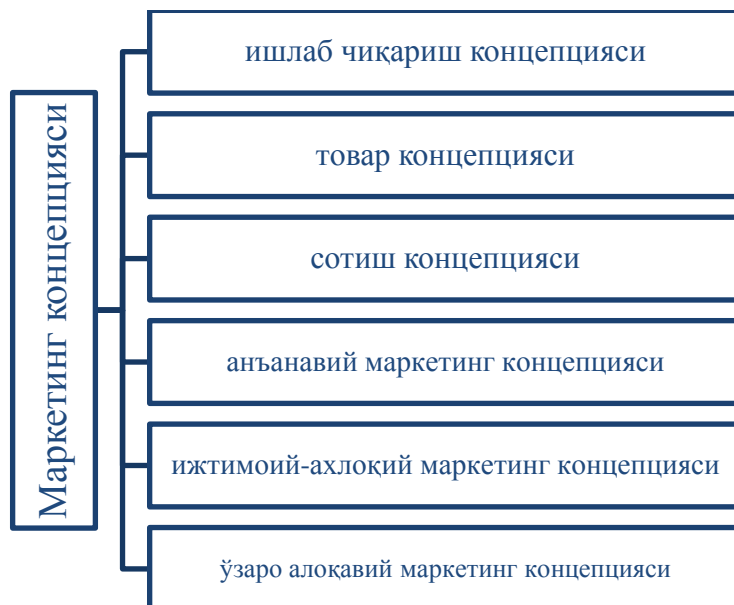 Маркетинг концепцияси
ишлаб чиқариш концепцияси
товар концепцияси
сотиш концепцияси
анъанавий маркетинг концепцияси
ижтимоий-ахлоқий маркетинг концепцияси
ўзаро алоқавий маркетинг концепцияси